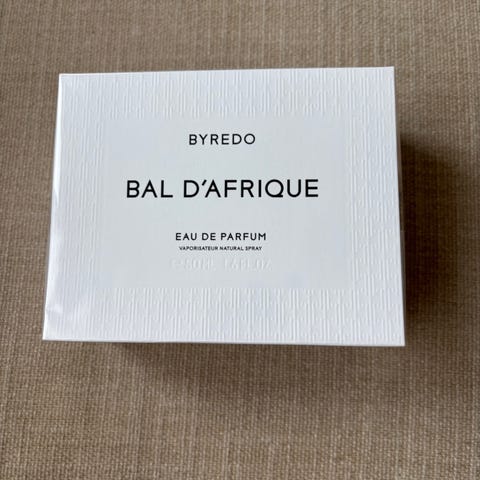 BYREDO
BAL D'AFRIQUE
EAU DE PARFUM
VAPORISATEUR NATURAL SPRAY